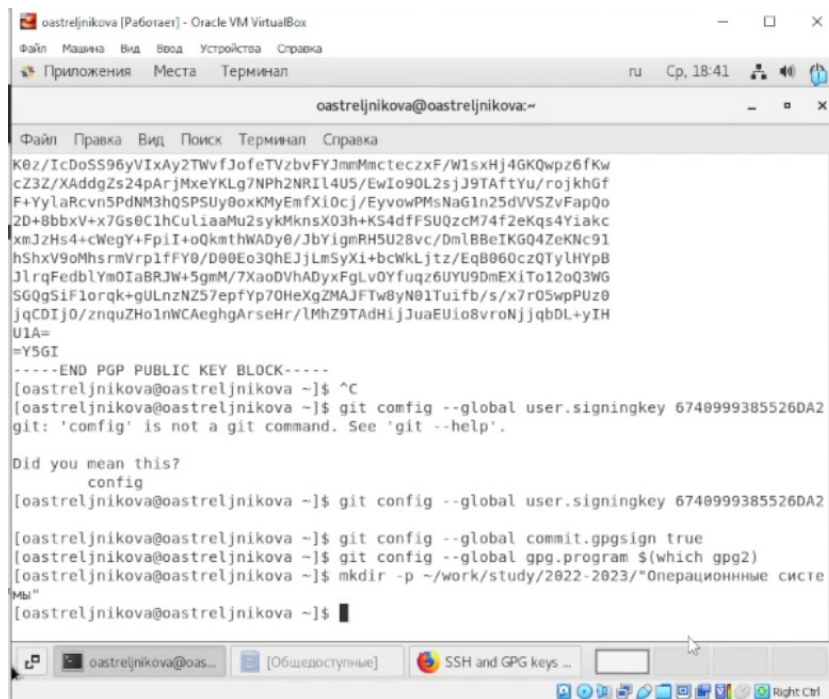 oastreljnikova [Работает] - Oracle VM VirtualBox
Файл Машина Вид Ввод Устройства Справка
Приложения Места Терминал ru Ср, 18:41
oastreljnikova@oastreljnikova:~
Файл Правка Вид Поиск Терминал Справка
K0z/IcDoSS96yVIxAy2TWvfJofeTVzbvFYJmmMmcteczxF/W1sxHj4GKQwpz6fKw
cZ3Z/XAddgZs24pArjMxeYKLg7NPh2NRIl4U5/EwIo9OL2sjJ9TAftYu/rojkhGf
F+YylaRcvn5PdNM3hQSPSUy0oxKMyEmfXiOcj/EyvowPMsNaG1n25dVVSZvFapQo
2D+8bbxV+x7Gs0C1hCuliaaMu2sykMknsX03h+KS4dfFSUQzcM74f2eKqs4Yiakc
xmJzHs4+cWegY+FpiI+oQkmthWADy0/JbYigmRH5U28vc/DmlBBeIKGQ4ZeKNc91
hShxV9oMhsrmVrp1fFY0/D00Eo3QhEJjLmSyXi+bcWkLjtz/EqB06OczQTylHYpB
JlrqFedblYmOIaBRJW+5gmM/7XaoDVhADyxFgLvOYfuqz6UYU9DmEXiTo12oQ3WG
SGQgSiF1orqk+gULnzNZ57epfYp7OHeXgZMAJFTw8yN01Tuifb/s/x7rO5wpPUz0
jqCDIjO/znquZHo1nWCAeghgArseHr/lMhZ9TAdHijJuaEUio8vroNjjqbDL+yIH
U1A=
=Y5GI
-----END PGP PUBLIC KEY BLOCK-----
[oastreljnikova@oastreljnikova ~]$ ^C
[oastreljnikova@oastreljnikova ~]$ git comfig --global user.signingkey 6740999385526DA2
git: 'comfig' is not a git command. See 'git --help'.
Did you mean this?
config
[oastreljnikova@oastreljnikova ~]$ git config --global user.signingkey 6740999385526DA2
[oastreljnikova@oastreljnikova ~]$ git config --global commit.gpgsign true
[oastreljnikova@oastreljnikova ~]$ git config --global gpg.program $(which gpg2)
[oastreljnikova@oastreljnikova ~]$ mkdir -p ~/work/study/2022-2023/"Операционнные систе
мы"
[oastreljnikova@oastreljnikova ~]$
oastreljnikova@oas... [Общедоступные] SSH and GPG keys ...
Right Ctrl